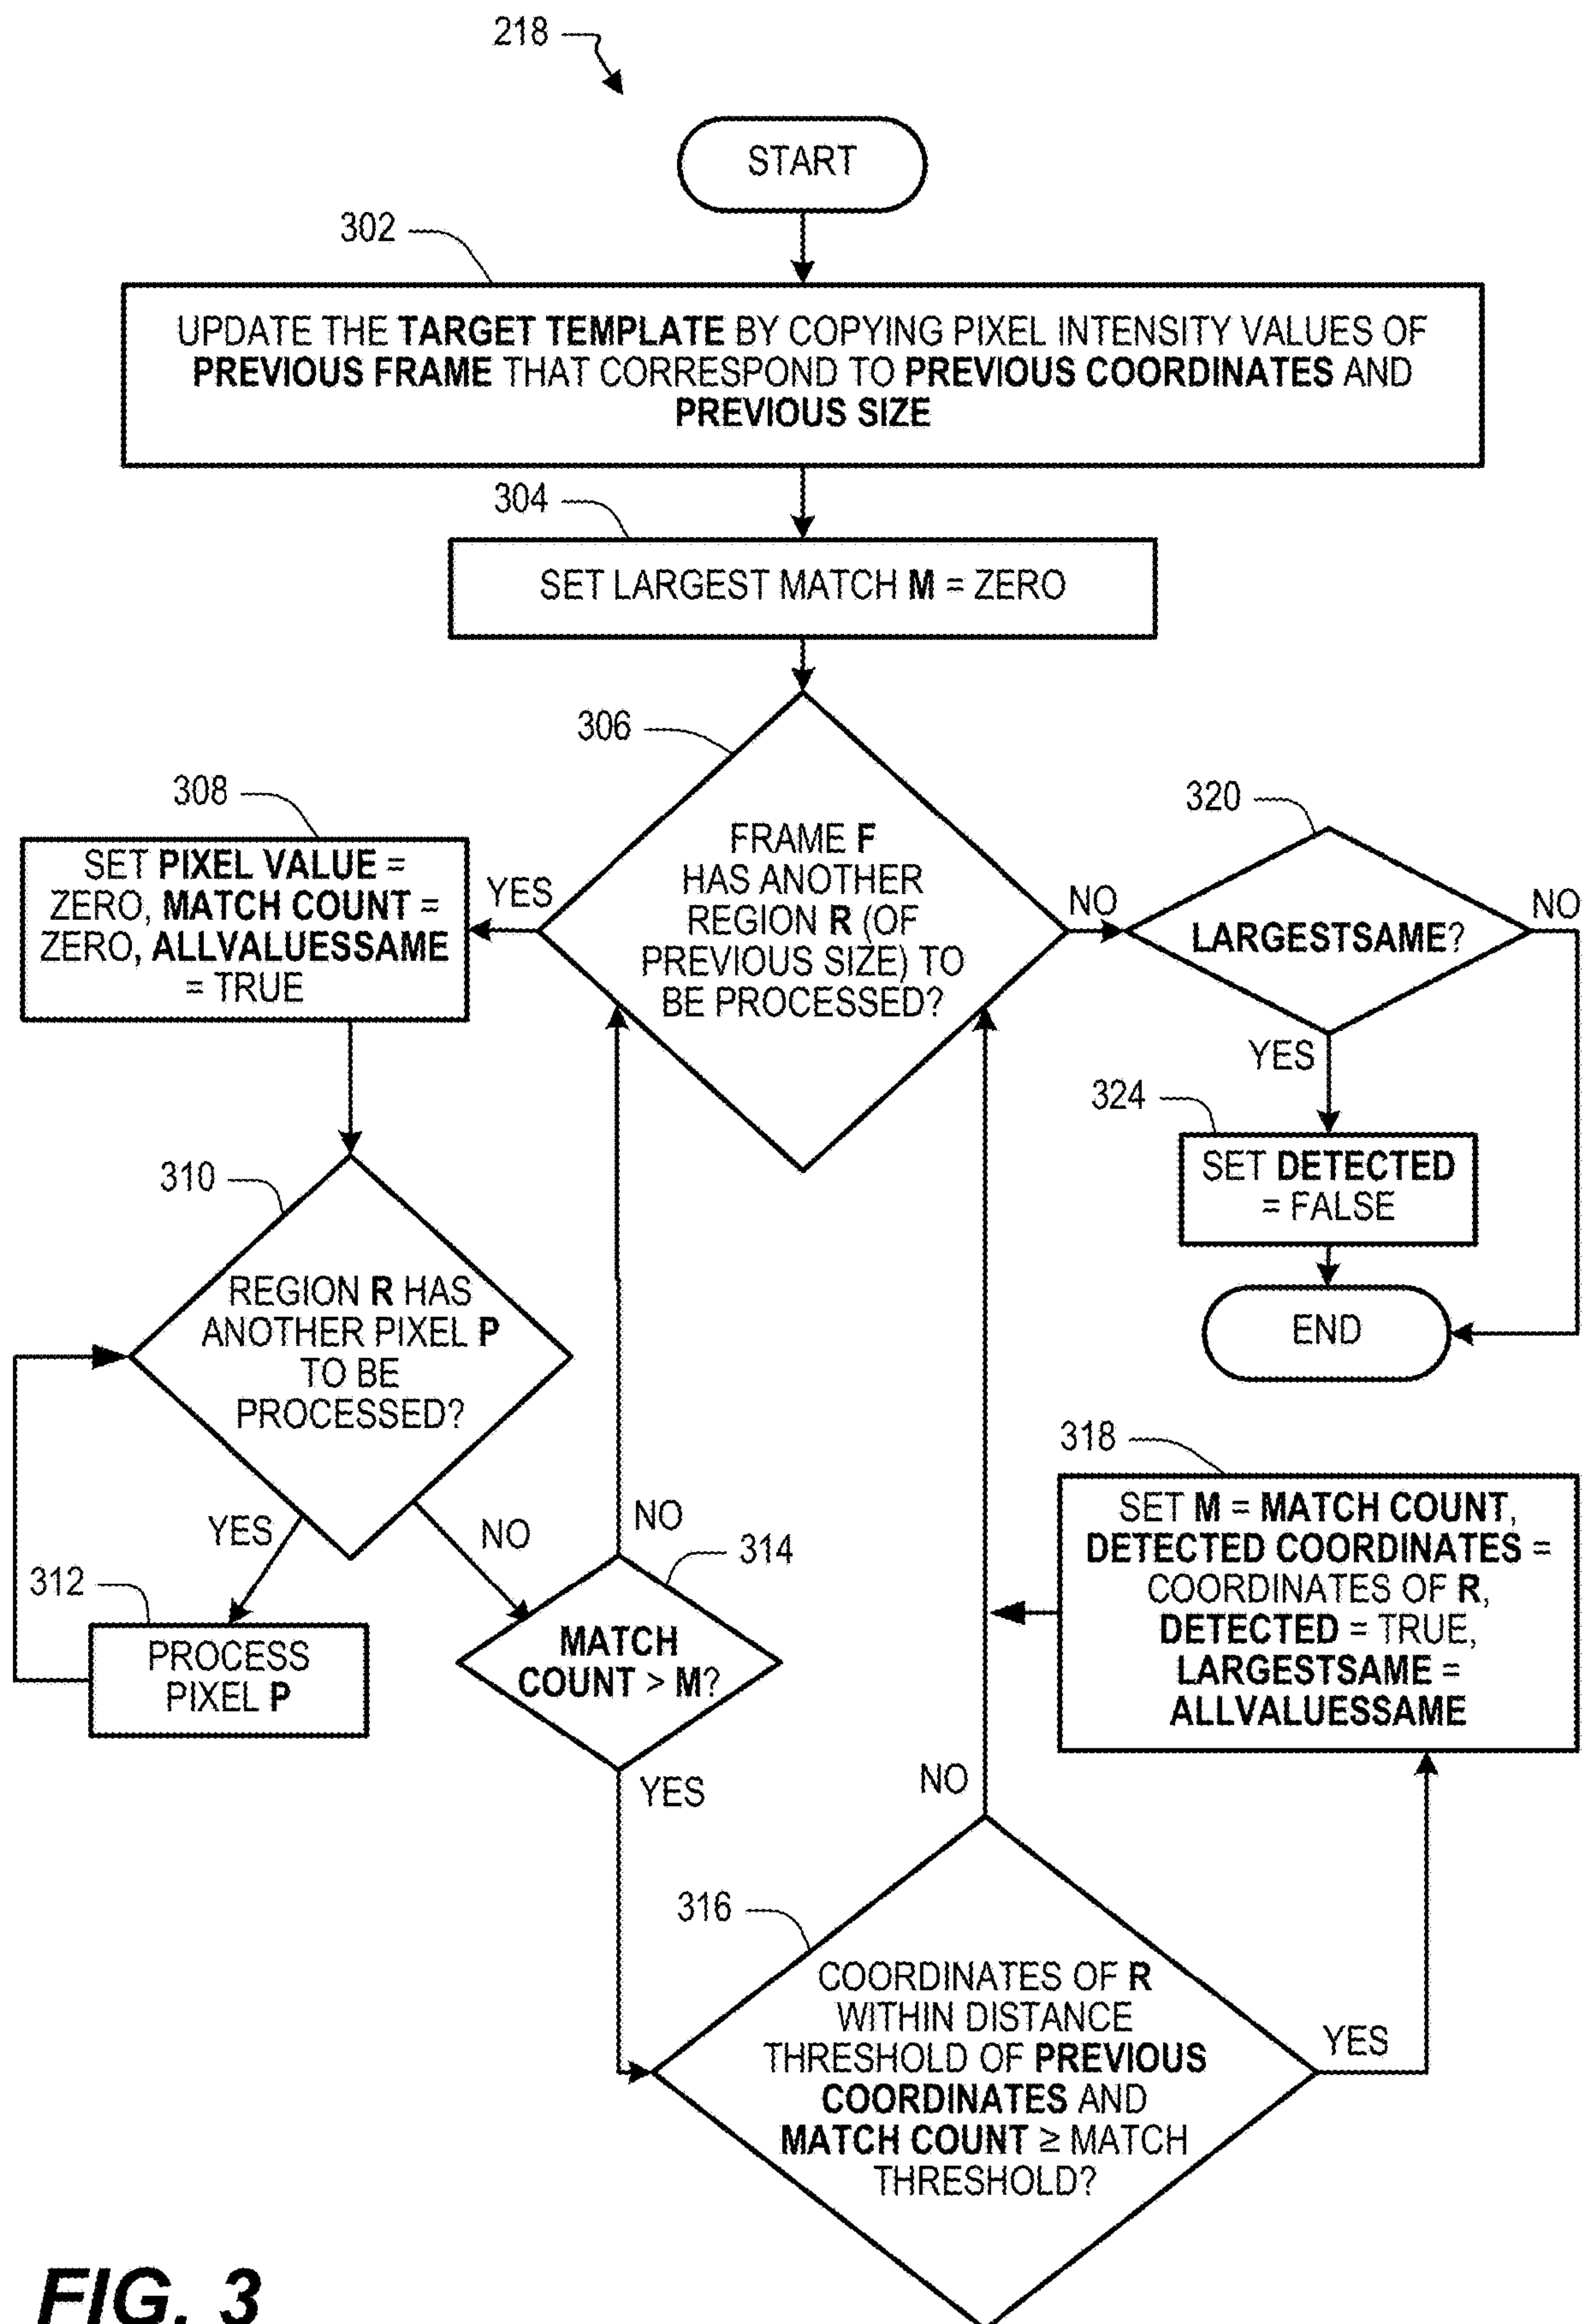 218
START
302
UPDATE THE TARGET TEMPLATE BY COPYING PIXEL INTENSITY VALUES OF
PREVIOUS FRAME THAT CORRESPOND TO PREVIOUS COORDINATES AND
PREVIOUS SIZE
304
SET LARGEST MATCH M = ZERO
306
FRAME F
HAS ANOTHER
REGION R (OF
PREVIOUS SIZE) TO
BE PROCESSED?
YES
NO
308
SET PIXEL VALUE =
ZERO, MATCH COUNT =
ZERO, ALLVALUESSAME
= TRUE
320
LARGESTSAME?
NO
YES
324
SET DETECTED
= FALSE
END
310
REGION R HAS
ANOTHER PIXEL P
TO BE
PROCESSED?
YES
NO
312
PROCESS
PIXEL P
NO
314
MATCH
COUNT > M?
YES
318
SET M = MATCH COUNT,
DETECTED COORDINATES =
COORDINATES OF R,
DETECTED = TRUE,
LARGESTSAME =
ALLVALUESSAME
NO
316
COORDINATES OF R
WITHIN DISTANCE
THRESHOLD OF PREVIOUS
COORDINATES AND
MATCH COUNT ≥ MATCH
THRESHOLD?
YES
FIG. 3